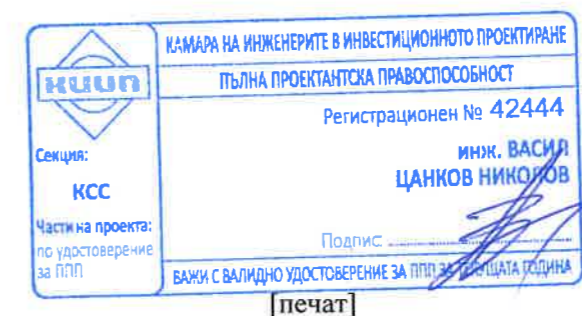 КАМАРА НА ИНЖЕНЕРИТЕ В ИНВЕСТИЦИОННОТО ПРОЕКТИРАНЕ
ПЪЛНА ПРОЕКТАНТСКА ПРАВОСПОСОБНОСТ
КИИП
Регистрационен № 42444
Секция:
КСС
инж. ВАСИЛ
ЦАНКОВ НИКОЛОВ
Части на проекта:
по удостоверение
за ППП
Подпис:
ВАЖИ С ВАЛИДНО УДОСТОВЕРЕНИЕ ЗА ППП ЗА ТЕКУЩАТА ГОДИНА
[печат]